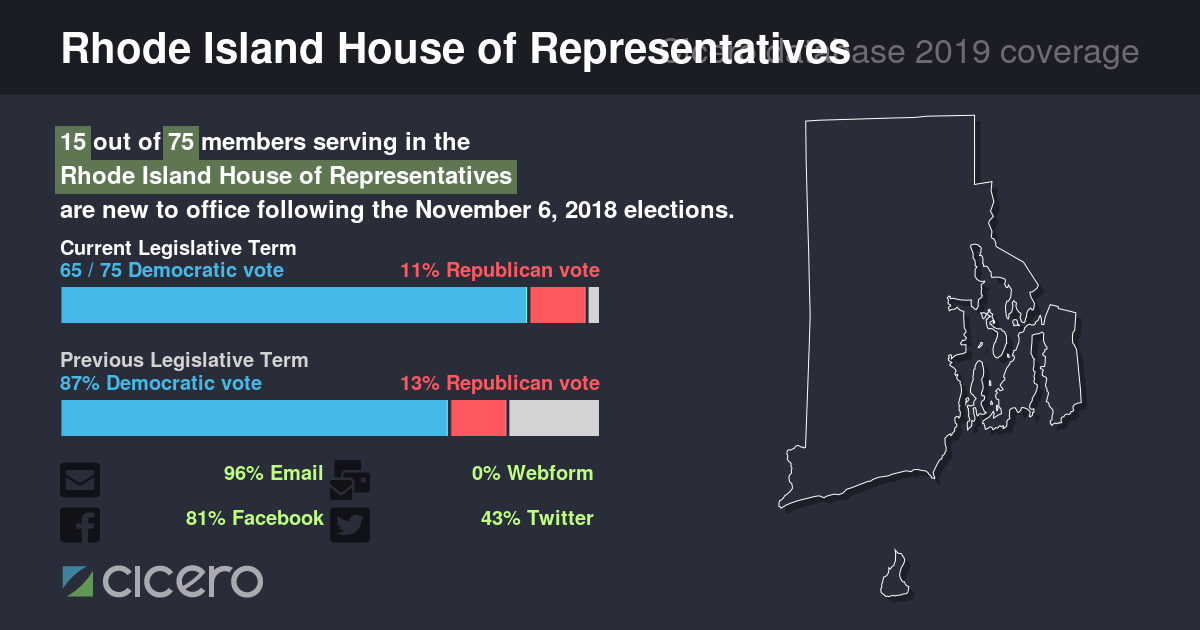 Rhode Island House of Representatives
Cicero database 2019 coverage
15 out of 75 members serving in the
Rhode Island House of Representatives
are new to office following the November 6, 2018 elections.
Current Legislative Term
65 / 75 Democratic vote 11% Republican vote
Previous Legislative Term
87% Democratic vote 13% Republican vote
96% Email 0% Webform
81% Facebook 43% Twitter
cicero